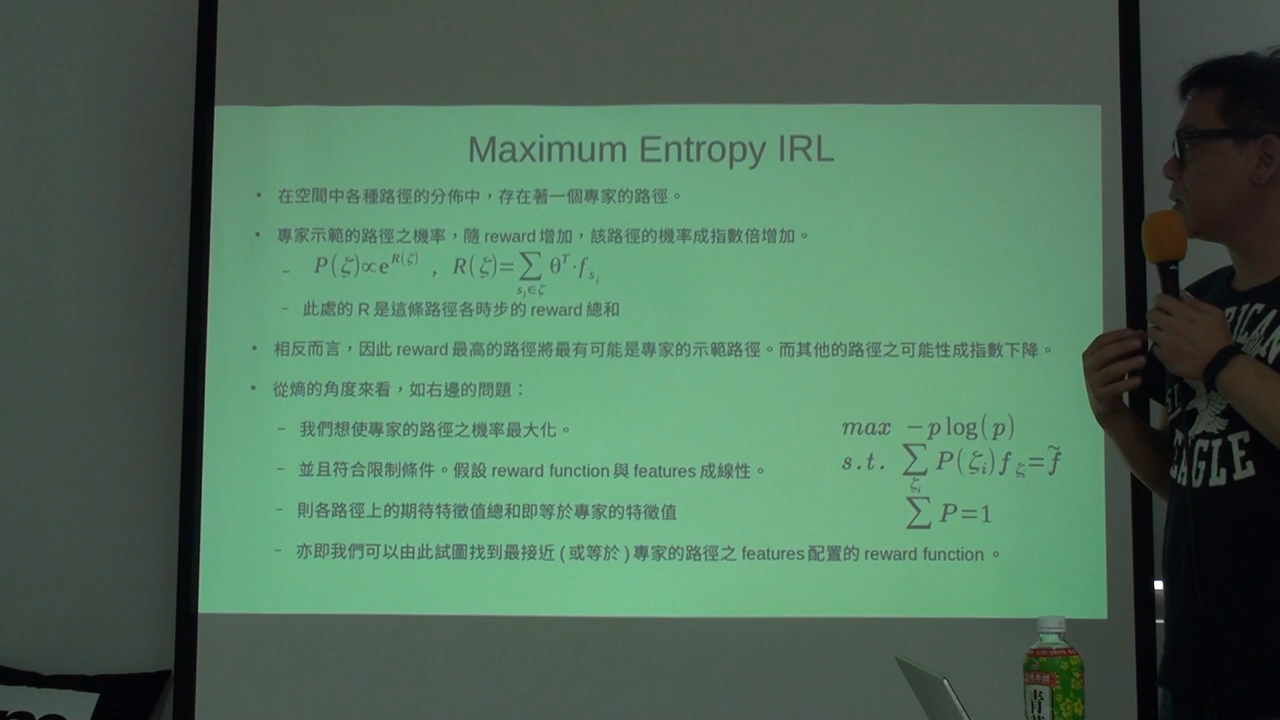 Maximum Entropy IRL
• 在空間中各種路徑的分佈中，存在著一個專家的路徑。
• 專家示範的路徑之機率，隨 reward 增加，該路徑的機率成指數倍增加。
– P(ζ)∝e^{R(ζ)} , R(ζ)=∑_{s_j∈ζ} θ^T·f_{s_j}
– 此處的 R 是這條路徑各時步的 reward 總和
• 相反而言，因此 reward 最高的路徑將最有可能是專家的示範路徑。而其他的路徑之可能性成指數下降。
• 從熵的角度來看，如右邊的問題：
– 我們想使專家的路徑之機率最大化。
– 並且符合限制條件。假設 reward function 與 features 成線性。
– 則各路徑上的期待特徵值總和即等於專家的特徵值
– 亦即我們可以由此試圖找到最接近 ( 或等於 ) 專家的路徑之 features 配置的 reward function 。
max −p log(p)
s.t. ∑_{ζ_i} P(ζ_i) f_{ζ_i}=f̃
∑ P=1
EAGLE
青